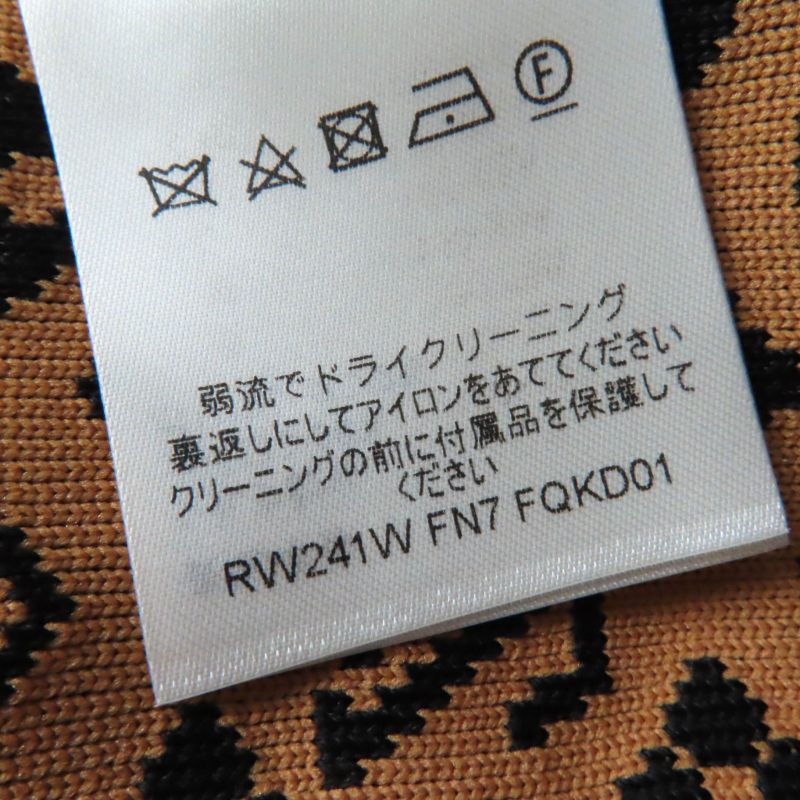 F
弱流でドライクリーニング
裏返しにしてアイロンをあててください
クリーニングの前に付属品を保護して
ください
RW241W FN7 FQKD01